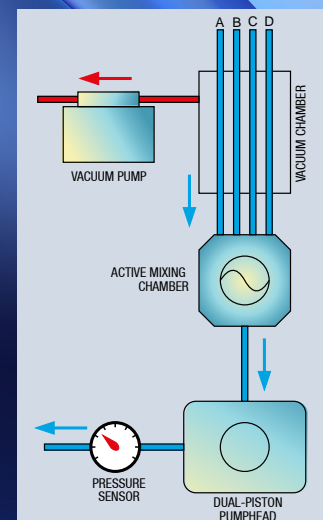 A B C D
VACUUM CHAMBER
VACUUM PUMP
ACTIVE MIXING
CHAMBER
PRESSURE
SENSOR
DUAL-PISTON
PUMPHEAD